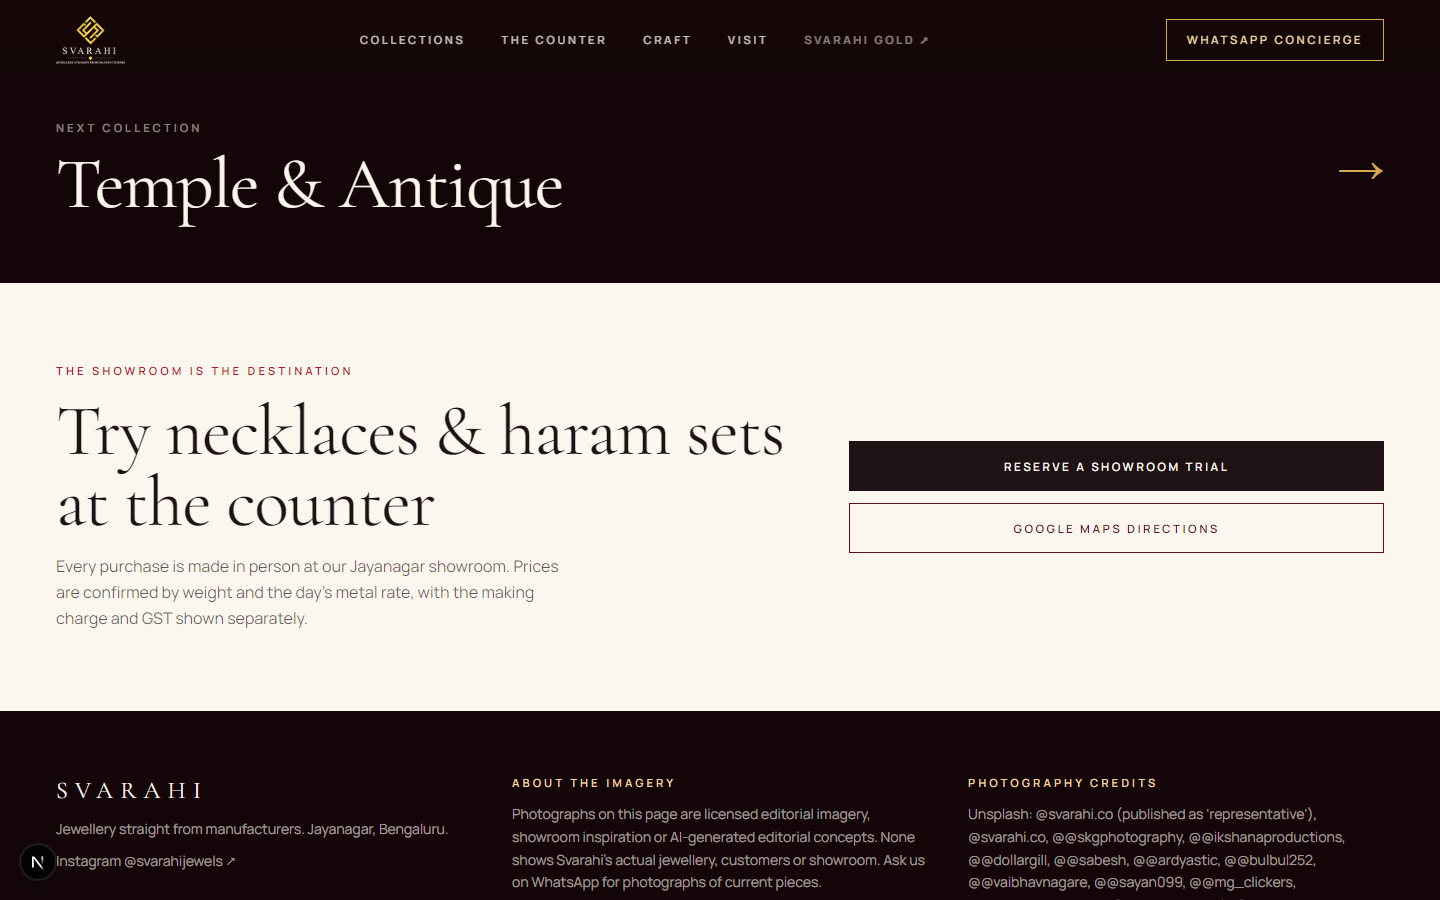 SVARAHI
JEWELLERY STRAIGHT FROM MANUFACTURERS
COLLECTIONS
THE COUNTER
CRAFT
VISIT
SVARAHI GOLD ↗
WHATSAPP CONCIERGE
NEXT COLLECTION
Temple & Antique
→
THE SHOWROOM IS THE DESTINATION
Try necklaces & haram sets
at the counter
Every purchase is made in person at our Jayanagar showroom. Prices
are confirmed by weight and the day's metal rate, with the making
charge and GST shown separately.
RESERVE A SHOWROOM TRIAL
GOOGLE MAPS DIRECTIONS
SVARAHI
Jewellery straight from manufacturers. Jayanagar, Bengaluru.
Instagram @svarahijewels ↗
N
ABOUT THE IMAGERY
Photographs on this page are licensed editorial imagery,
showroom inspiration or AI-generated editorial concepts. None
shows Svarahi's actual jewellery, customers or showroom. Ask us
on WhatsApp for photographs of current pieces.
PHOTOGRAPHY CREDITS
Unsplash: @svarahi.co (published as 'representative'),
@svarahi.co, @@skgphotography, @@ikshanaproductions,
@@dollargill, @@sabesh, @@ardyastic, @@bulbul252,
@@vaibhavnagare, @@sayan099, @@mg_clickers,